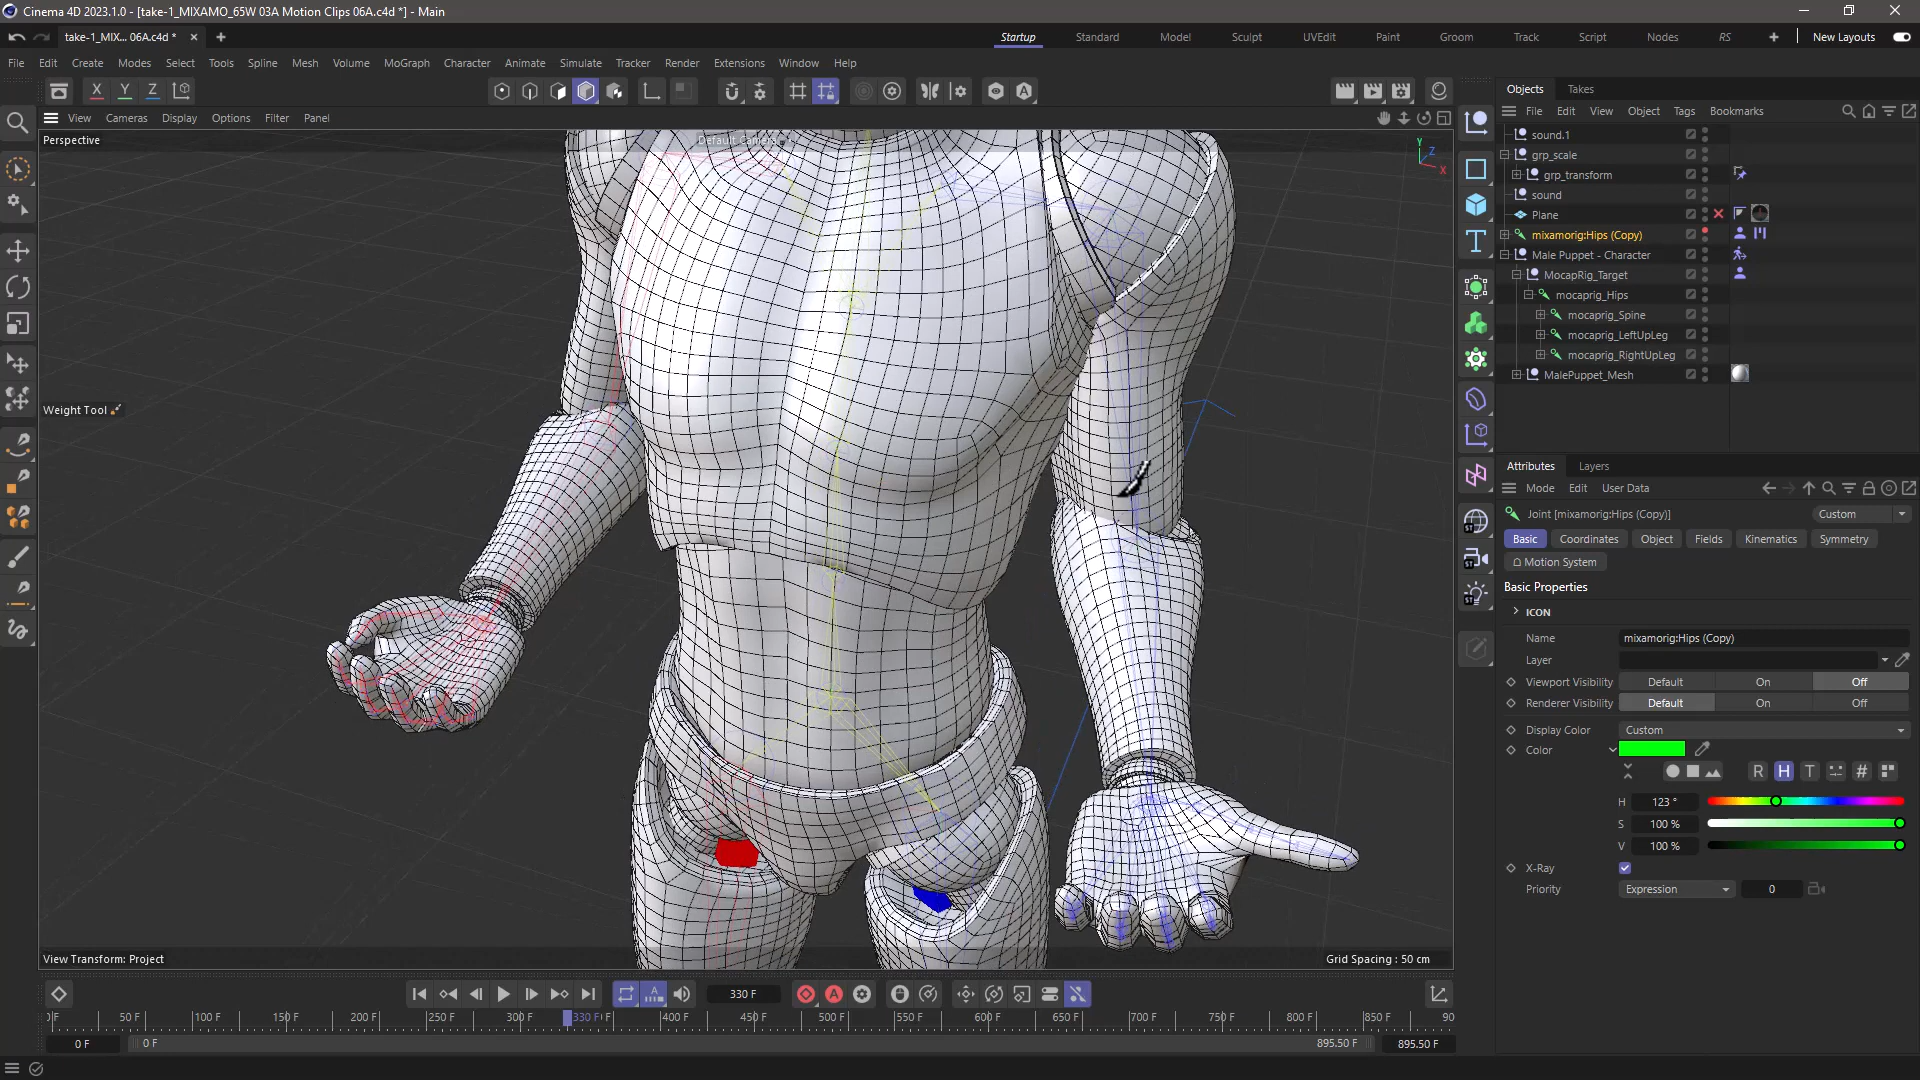 Cinema 4D 2023.1.0 - [take-1_MIXAMO_65W 03A Motion Clips 06A.c4d *] - Main
take-1_MIX... 06A.c4d *
Startup
Standard
Model
Sculpt
UVEdit
Paint
Groom
Track
Script
Nodes
RS
New Layouts
File Edit Create Modes Select Tools Spline Mesh Volume MoGraph Character Animate Simulate Tracker Render Extensions Window Help
X Y Z
View Cameras Display Options Filter Panel
Perspective
Default Camera
Y
Z
X
Weight Tool
View Transform: Project
Grid Spacing : 50 cm
Objects Takes
File Edit View Object Tags Bookmarks
sound.1
grp_scale
grp_transform
sound
Plane
mixamorig:Hips (Copy)
Male Puppet - Character
MocapRig_Target
mocaprig_Hips
mocaprig_Spine
mocaprig_LeftUpLeg
mocaprig_RightUpLeg
MalePuppet_Mesh
Attributes Layers
Mode Edit User Data
Joint [mixamorig:Hips (Copy)]
Custom
Basic Coordinates Object Fields Kinematics Symmetry
Motion System
Basic Properties
ICON
Name mixamorig:Hips (Copy)
Layer
Viewport Visibility Default On Off
Renderer Visibility Default On Off
Display Color Custom
Color
R H T #
H 123 °
S 100 %
V 100 %
X-Ray
Priority Expression 0
330 F
0 F 50 F 100 F 150 F 200 F 250 F 300 F 330 F 400 F 450 F 500 F 550 F 600 F 650 F 700 F 750 F 800 F 850 F 90
0 F 0 F 895.50 F 895.50 F